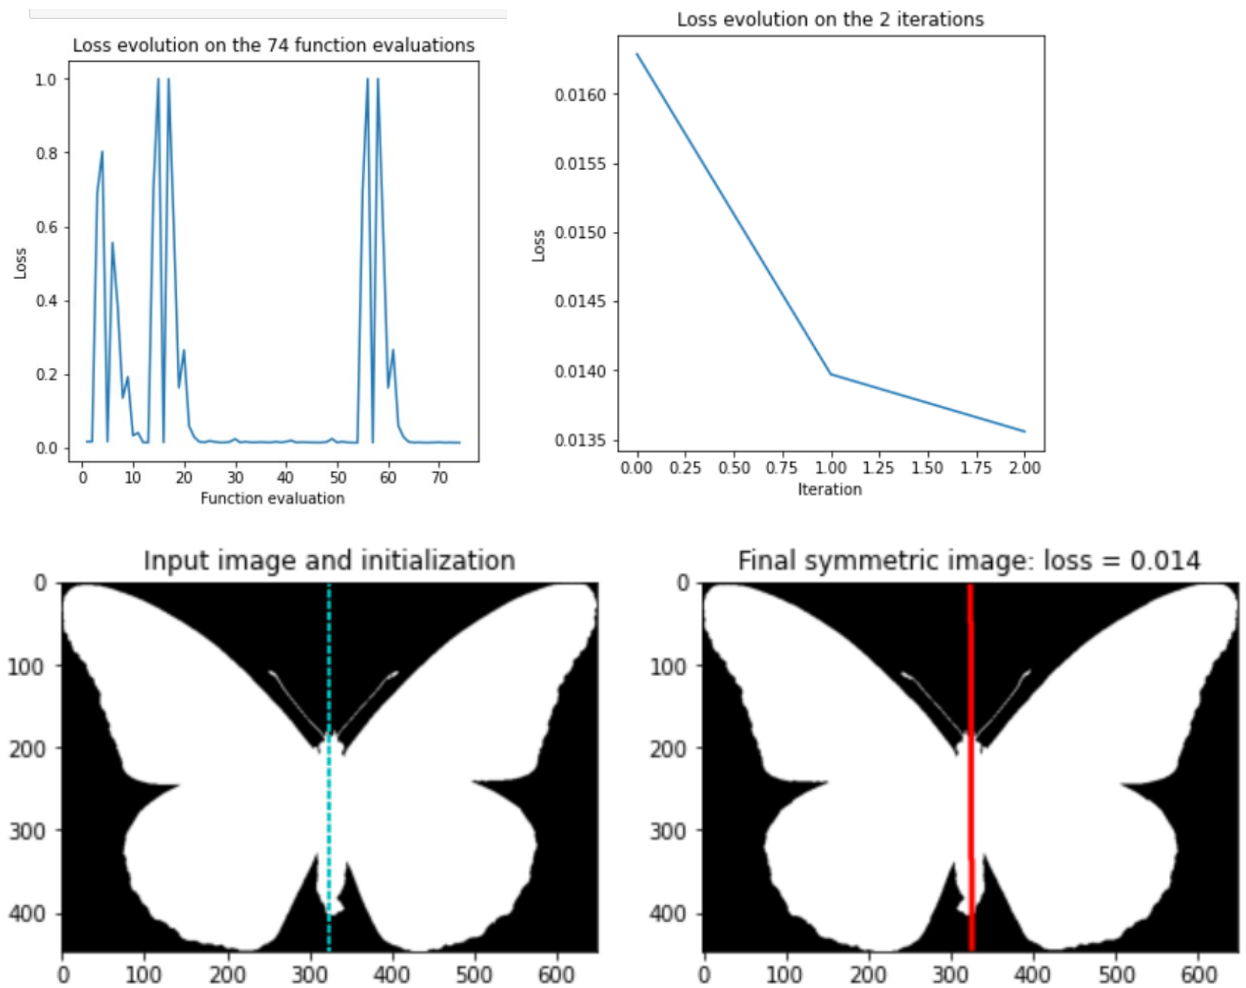 Loss evolution on the 74 function evaluations
1.0
0.8
0.6
0.4
0.2
0.0
Loss
0 10 20 30 40 50 60 70
Function evaluation
Loss evolution on the 2 iterations
0.0160
0.0155
0.0150
0.0145
0.0140
0.0135
Loss
0.00 0.25 0.50 0.75 1.00 1.25 1.50 1.75 2.00
Iteration
Input image and initialization
0
100
200
300
400
0 100 200 300 400 500 600
Final symmetric image: loss = 0.014
0
100
200
300
400
0 100 200 300 400 500 600